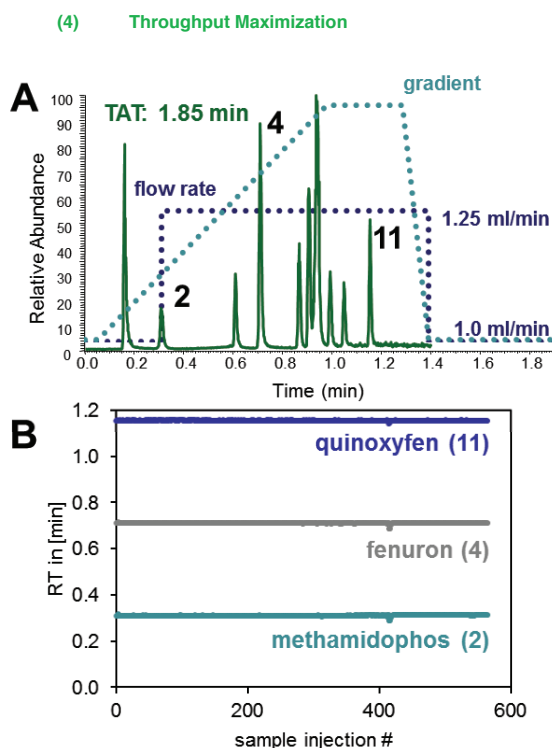 (4) Throughput Maximization
A
TAT: 1.85 min
4
gradient
flow rate
1.25 ml/min
2
11
1.0 ml/min
Relative Abundance
100
90
80
70
60
50
40
30
20
10
0
0.0 0.2 0.4 0.6 0.8 1.0 1.2 1.4 1.6 1.8
Time (min)
B
RT in [min]
1.2
1.0
0.8
0.6
0.4
0.2
0.0
quinoxyfen (11)
fenuron (4)
methamidophos (2)
0 200 400 600
sample injection #